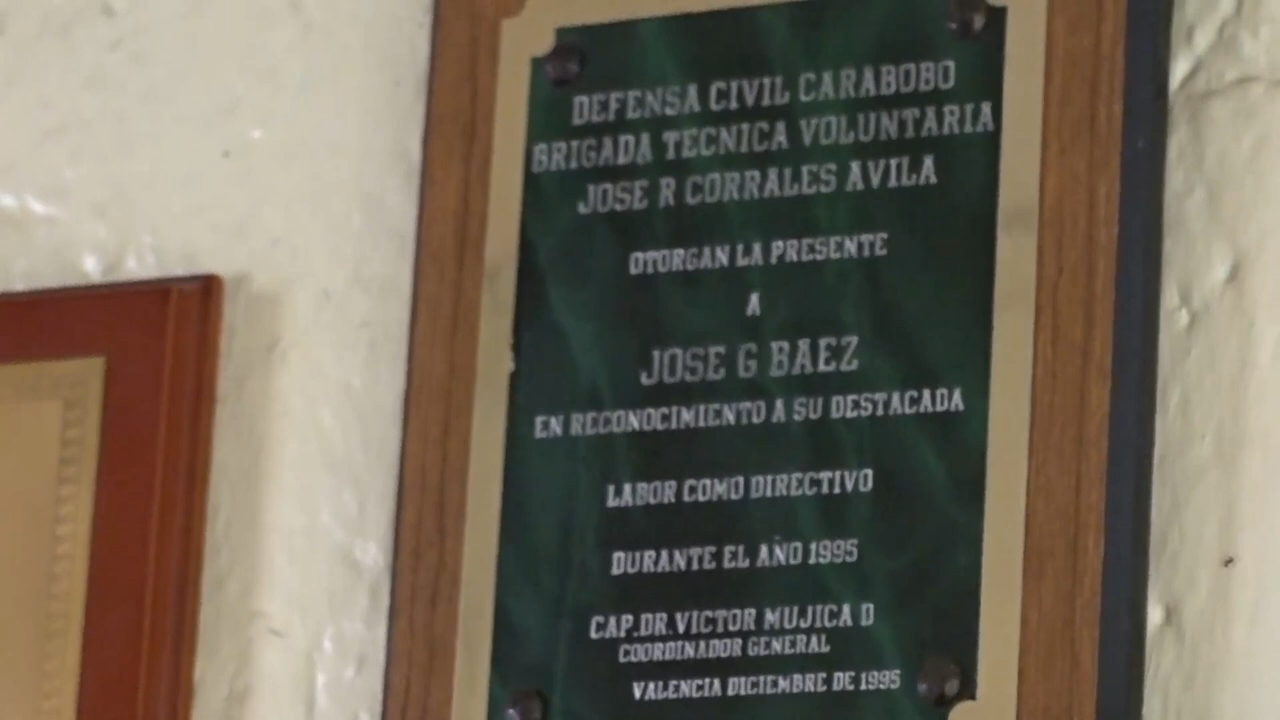 DEFENSA CIVIL CARABOBO
BRIGADA TECNICA VOLUNTARIA
JOSE R CORRALES AVILA
OTORGAN LA PRESENTE
A
JOSE G BAEZ
EN RECONOCIMIENTO A SU DESTACADA
LABOR COMO DIRECTIVO
DURANTE EL AÑO 1995
CAP.DR.VICTOR MUJICA D
COORDINADOR GENERAL
VALENCIA DICIEMBRE DE 1995